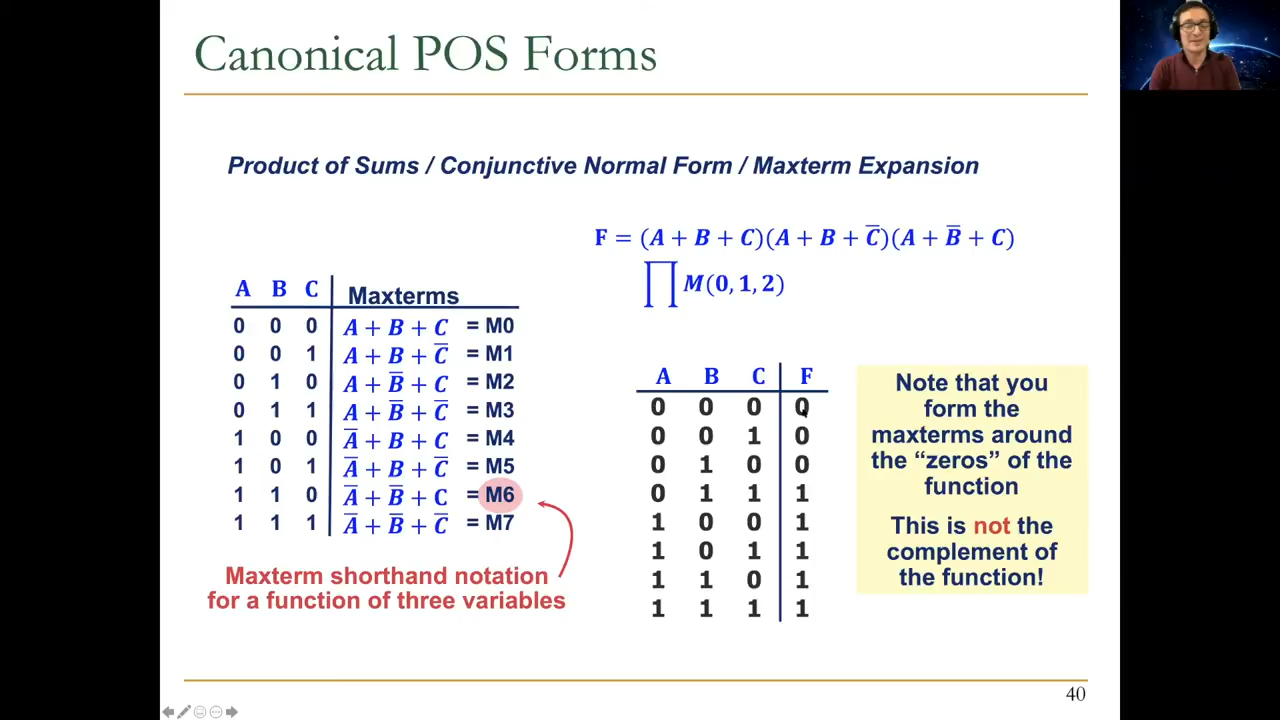 Canonical POS Forms
Product of Sums / Conjunctive Normal Form / Maxterm Expansion
F = (A + B + C)(A + B + C̅)(A + B̅ + C)
∏ M(0, 1, 2)
A B C Maxterms
0 0 0 A + B + C = M0
0 0 1 A + B + C̅ = M1
0 1 0 A + B̅ + C = M2
0 1 1 A + B̅ + C̅ = M3
1 0 0 A̅ + B + C = M4
1 0 1 A̅ + B + C̅ = M5
1 1 0 A̅ + B̅ + C = M6
1 1 1 A̅ + B̅ + C̅ = M7
Maxterm shorthand notation
for a function of three variables
A B C F
0 0 0 0
0 0 1 0
0 1 0 0
0 1 1 1
1 0 0 1
1 0 1 1
1 1 0 1
1 1 1 1
Note that you
form the
maxterms around
the “zeros” of the
function
This is not the
complement of
the function!
40